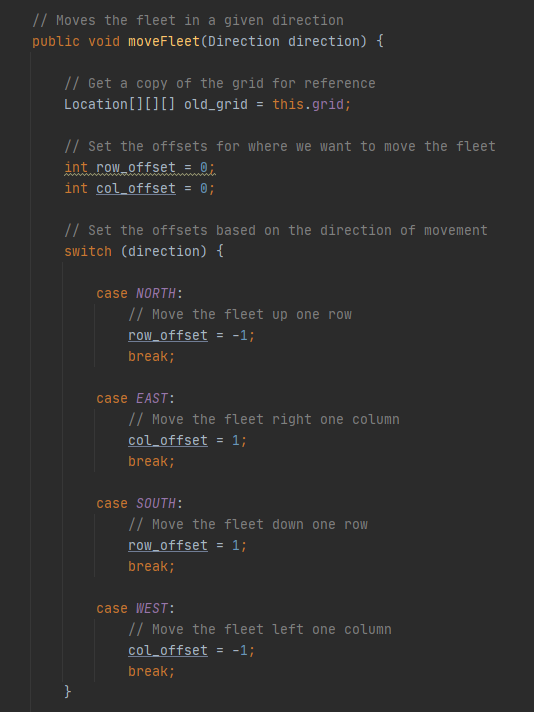 // Moves the fleet in a given direction
public void moveFleet(Direction direction) {
// Get a copy of the grid for reference
Location[][][] old_grid = this.grid;
// Set the offsets for where we want to move the fleet
int row_offset = 0;
int col_offset = 0;
// Set the offsets based on the direction of movement
switch (direction) {
case NORTH:
// Move the fleet up one row
row_offset = -1;
break;
case EAST:
// Move the fleet right one column
col_offset = 1;
break;
case SOUTH:
// Move the fleet down one row
row_offset = 1;
break;
case WEST:
// Move the fleet left one column
col_offset = -1;
break;
}